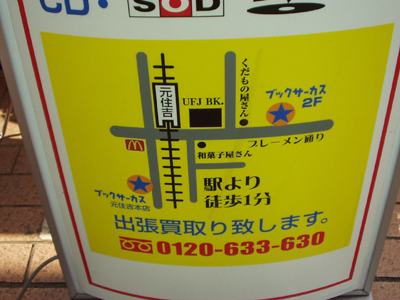 CD・ SOD
元住吉
UFJ BK.
くだもの屋さん
ブックサーカス
2F
ブレーメン通り
和菓子屋さん
ブックサーカス
元住吉本店
駅より
徒歩1分
出張買取り致します。
0120-633-630